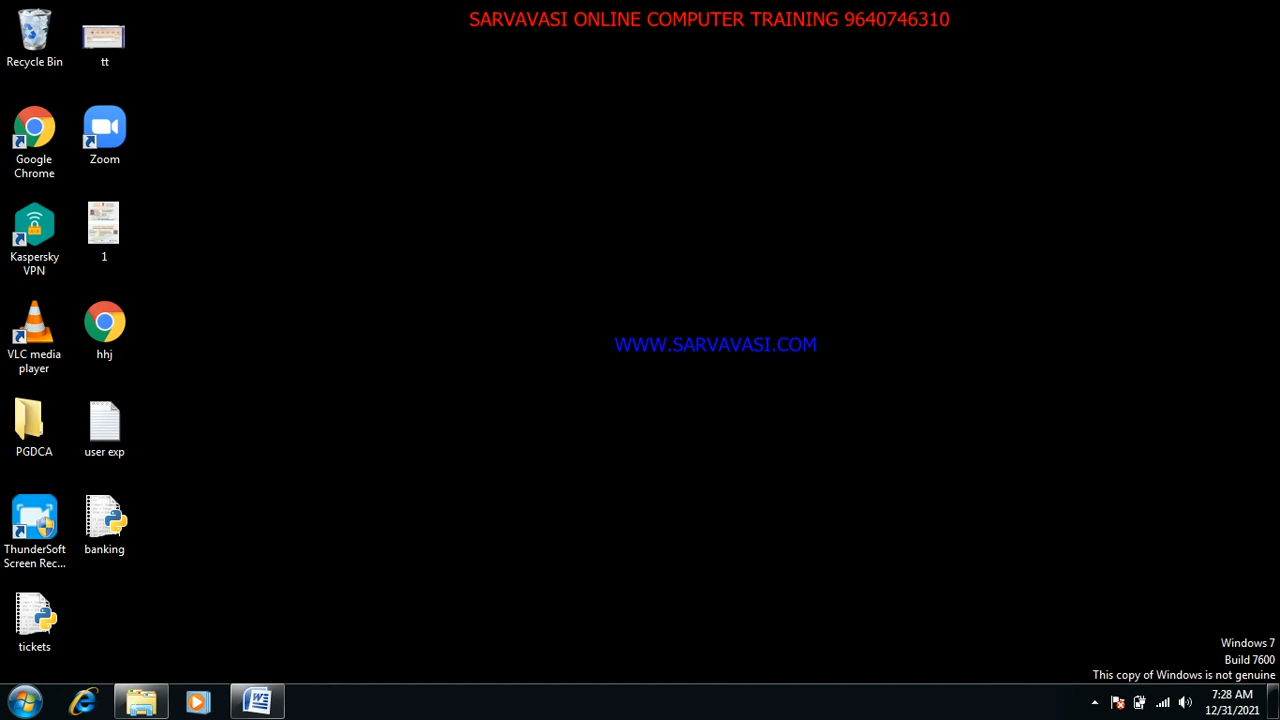 SARVAVASI ONLINE COMPUTER TRAINING 9640746310
Recycle Bin
tt
Google
Chrome
Zoom
Kaspersky
VPN
1
VLC media
player
hhj
WWW.SARVAVASI.COM
PGDCA
user exp
ThunderSoft
Screen Rec...
banking
tickets
Windows 7
Build 7600
This copy of Windows is not genuine
7:28 AM
12/31/2021